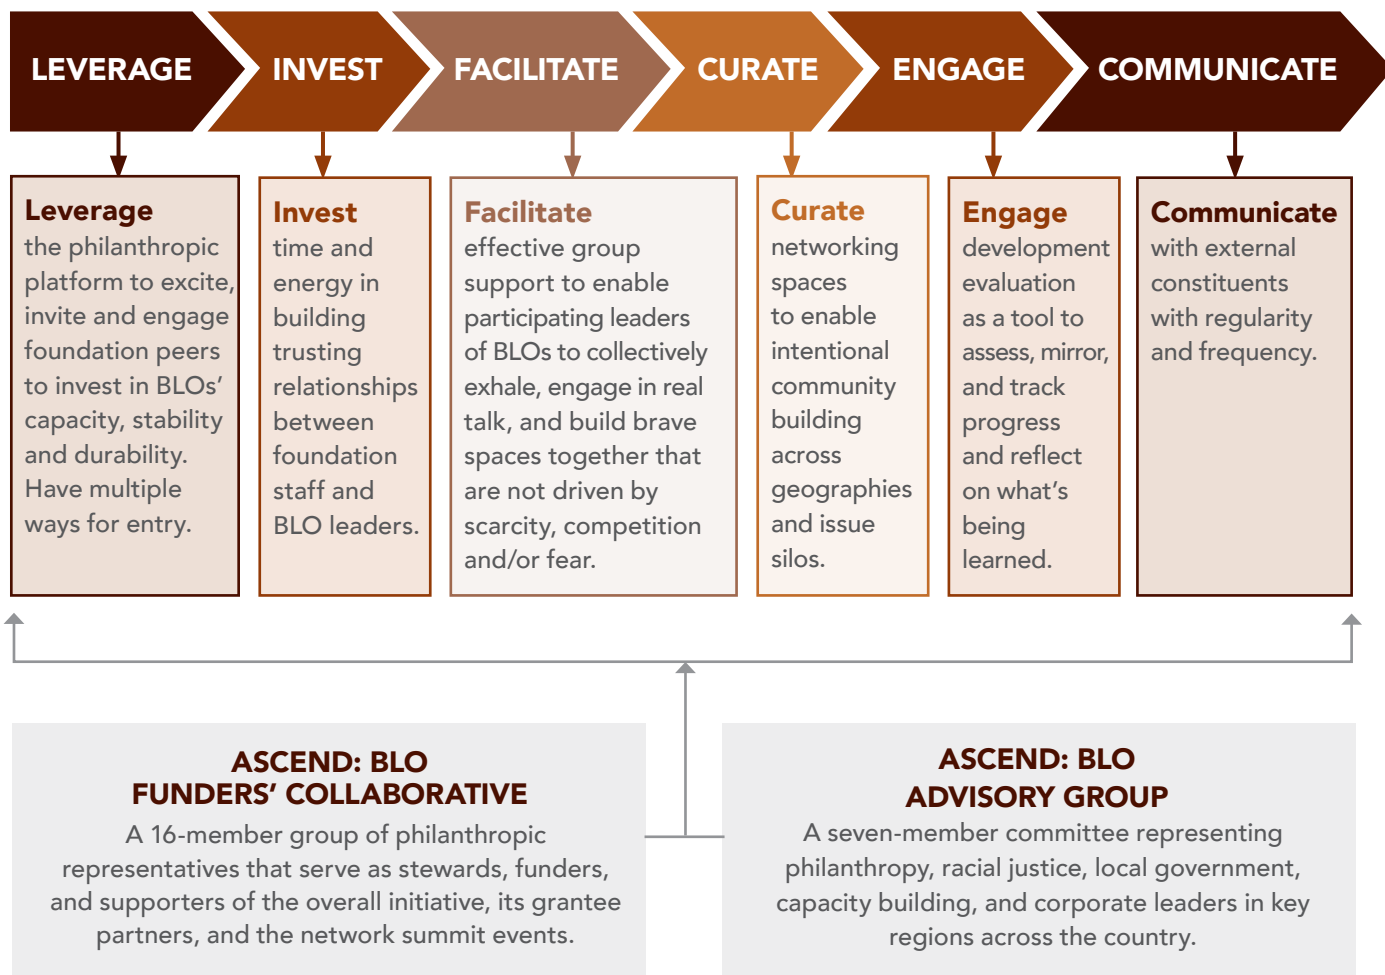 LEVERAGE
INVEST
FACILITATE
CURATE
ENGAGE
COMMUNICATE
Leverage
the philanthropic
platform to excite,
invite and engage
foundation peers
to invest in BLOs’
capacity, stability
and durability.
Have multiple
ways for entry.
Invest
time and
energy in
building
trusting
relationships
between
foundation
staff and
BLO leaders.
Facilitate
effective group
support to enable
participating leaders
of BLOs to collectively
exhale, engage in real
talk, and build brave
spaces together that
are not driven by
scarcity, competition
and/or fear.
Curate
networking
spaces
to enable
intentional
community
building
across
geographies
and issue
silos.
Engage
development
evaluation
as a tool to
assess, mirror,
and track
progress
and reflect
on what’s
being
learned.
Communicate
with external
constituents
with regularity
and frequency.
ASCEND: BLO
FUNDERS’ COLLABORATIVE
A 16-member group of philanthropic
representatives that serve as stewards, funders,
and supporters of the overall initiative, its grantee
partners, and the network summit events.
ASCEND: BLO
ADVISORY GROUP
A seven-member committee representing
philanthropy, racial justice, local government,
capacity building, and corporate leaders in key
regions across the country.